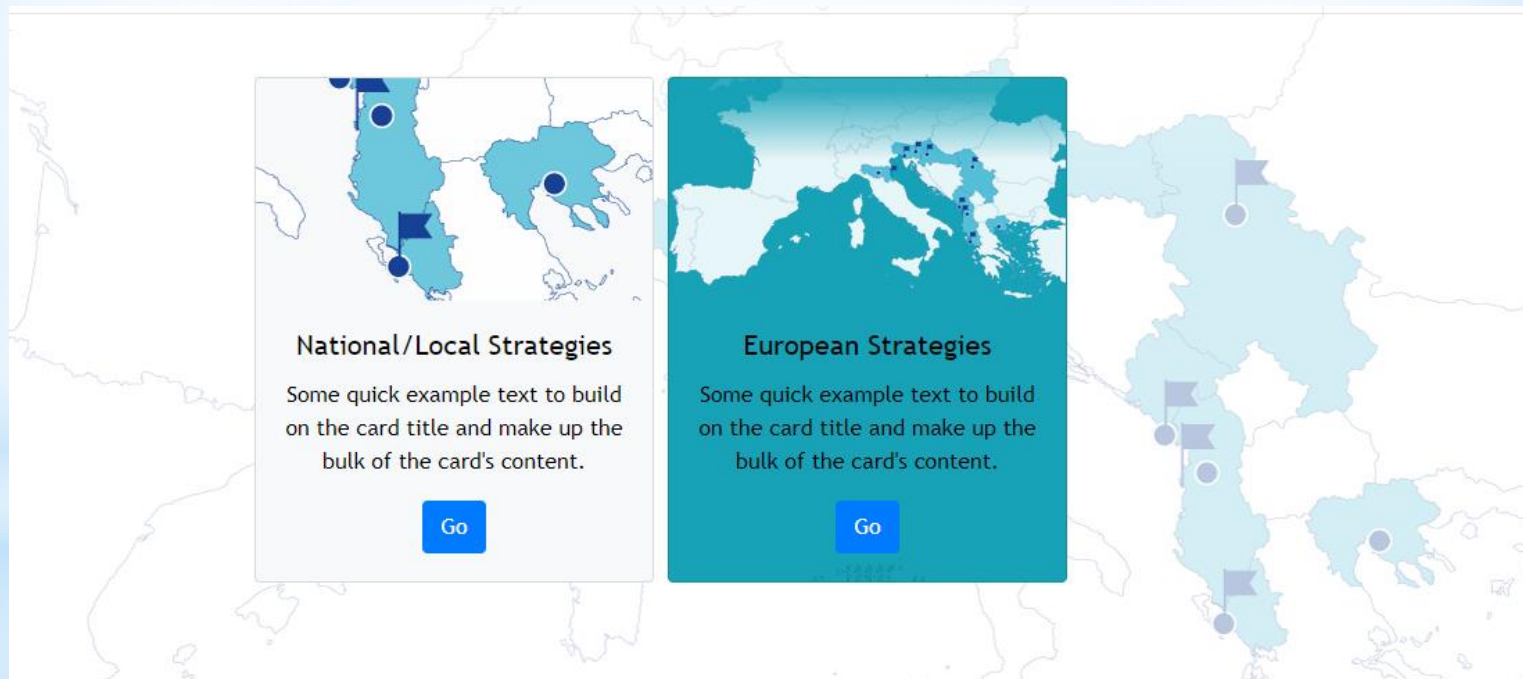 National/Local Strategies
Some quick example text to build
on the card title and make up the
bulk of the card's content.
Go
European Strategies
Some quick example text to build
on the card title and make up the
bulk of the card's content.
Go